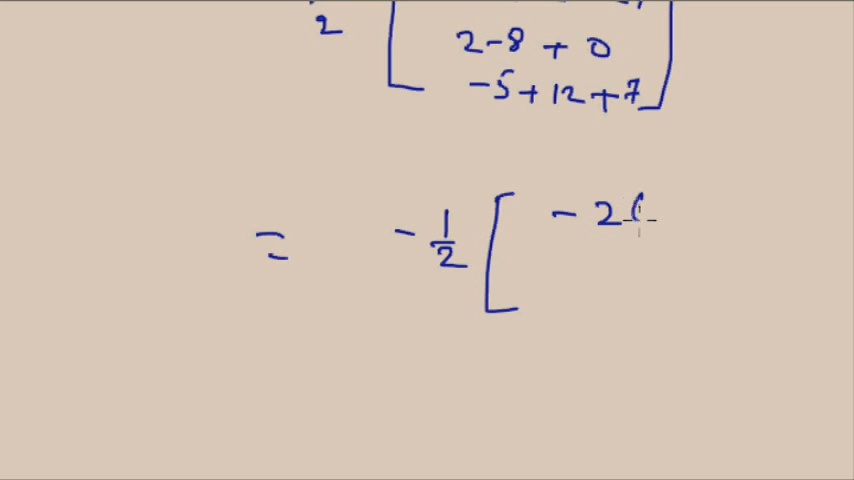 2 [ 2-8 + 0
-5+12+7 ]
= -1/2 [ - 2